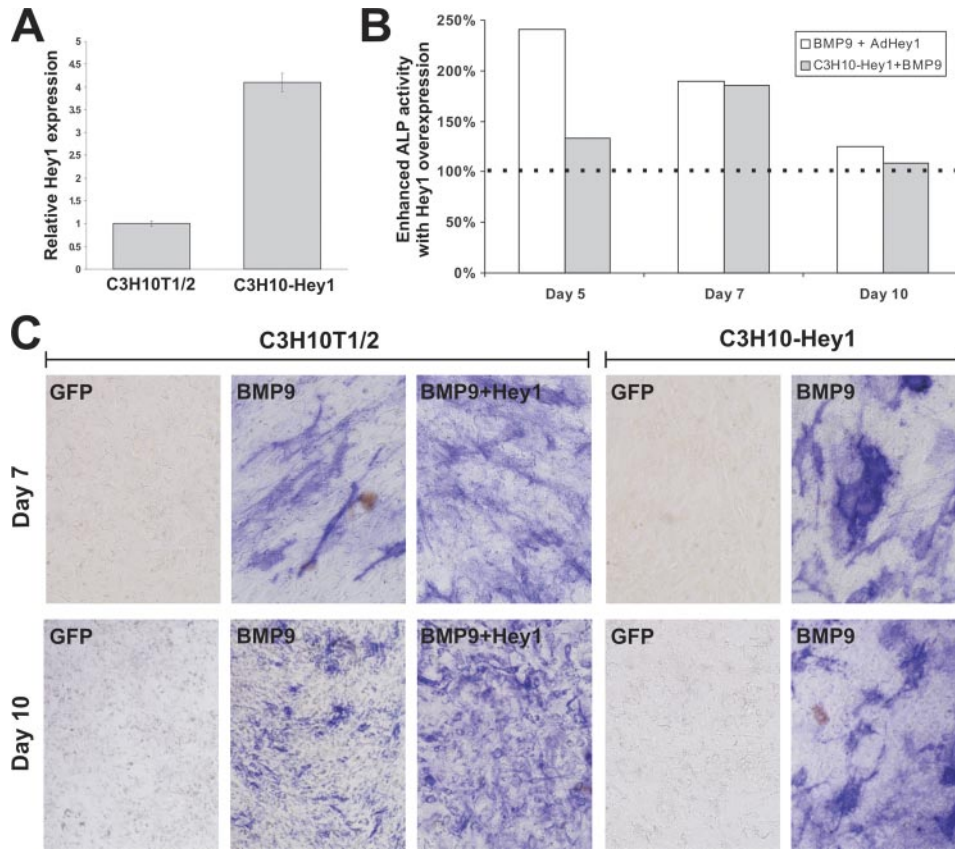 A
Relative Hey1 expression
5
4.5
4
3.5
3
2.5
2
1.5
1
0.5
0
C3H10T1/2
C3H10-Hey1
B
Enhanced ALP activity
with Hey1 overexpression
250%
200%
150%
100%
50%
0%
BMP9 + AdHey1
C3H10-Hey1+BMP9
Day 5
Day 7
Day 10
C
C3H10T1/2
C3H10-Hey1
Day 7
GFP
BMP9
BMP9+Hey1
GFP
BMP9
Day 10
GFP
BMP9
BMP9+Hey1
GFP
BMP9